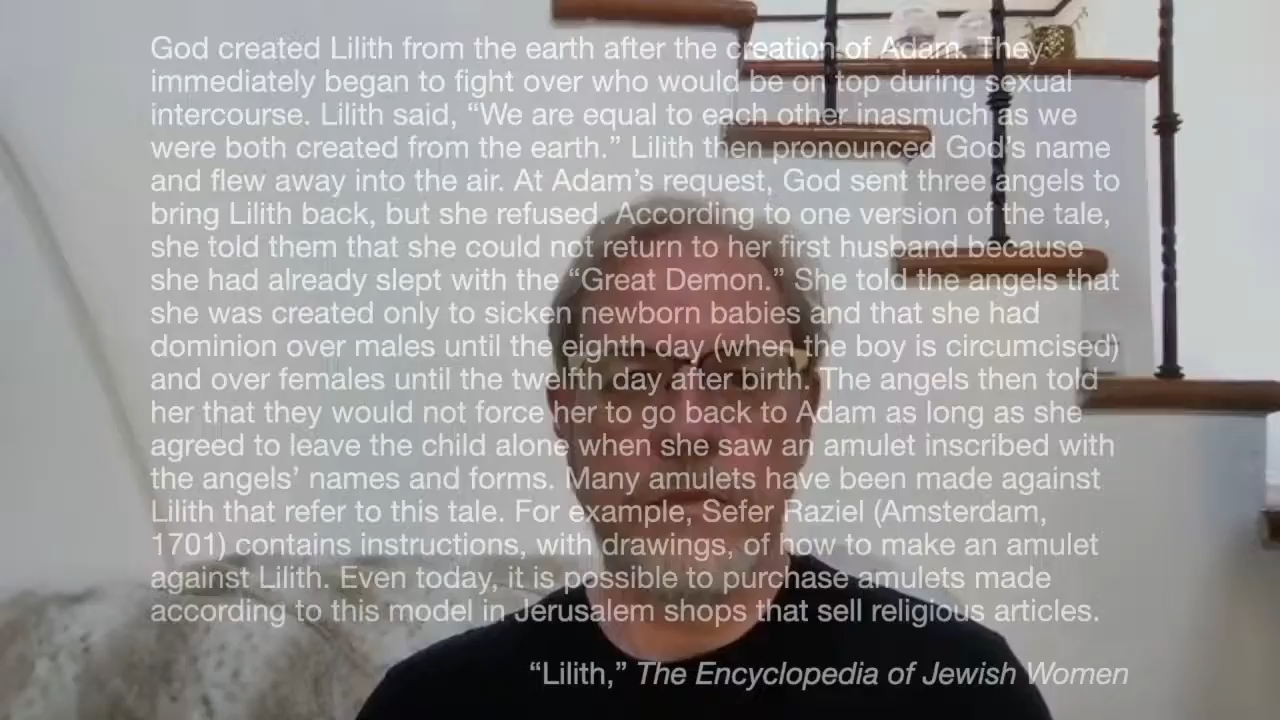 God created Lilith from the earth after the creation of Adam. They
immediately began to fight over who would be on top during sexual
intercourse. Lilith said, “We are equal to each other inasmuch as we
were both created from the earth.” Lilith then pronounced God’s name
and flew away into the air. At Adam’s request, God sent three angels to
bring Lilith back, but she refused. According to one version of the tale,
she told them that she could not return to her first husband because
she had already slept with the “Great Demon.” She told the angels that
she was created only to sicken newborn babies and that she had
dominion over males until the eighth day (when the boy is circumcised)
and over females until the twelfth day after birth. The angels then told
her that they would not force her to go back to Adam as long as she
agreed to leave the child alone when she saw an amulet inscribed with
the angels’ names and forms. Many amulets have been made against
Lilith that refer to this tale. For example, Sefer Raziel (Amsterdam,
1701) contains instructions, with drawings, of how to make an amulet
against Lilith. Even today, it is possible to purchase amulets made
according to this model in Jerusalem shops that sell religious articles.
“Lilith,” The Encyclopedia of Jewish Women